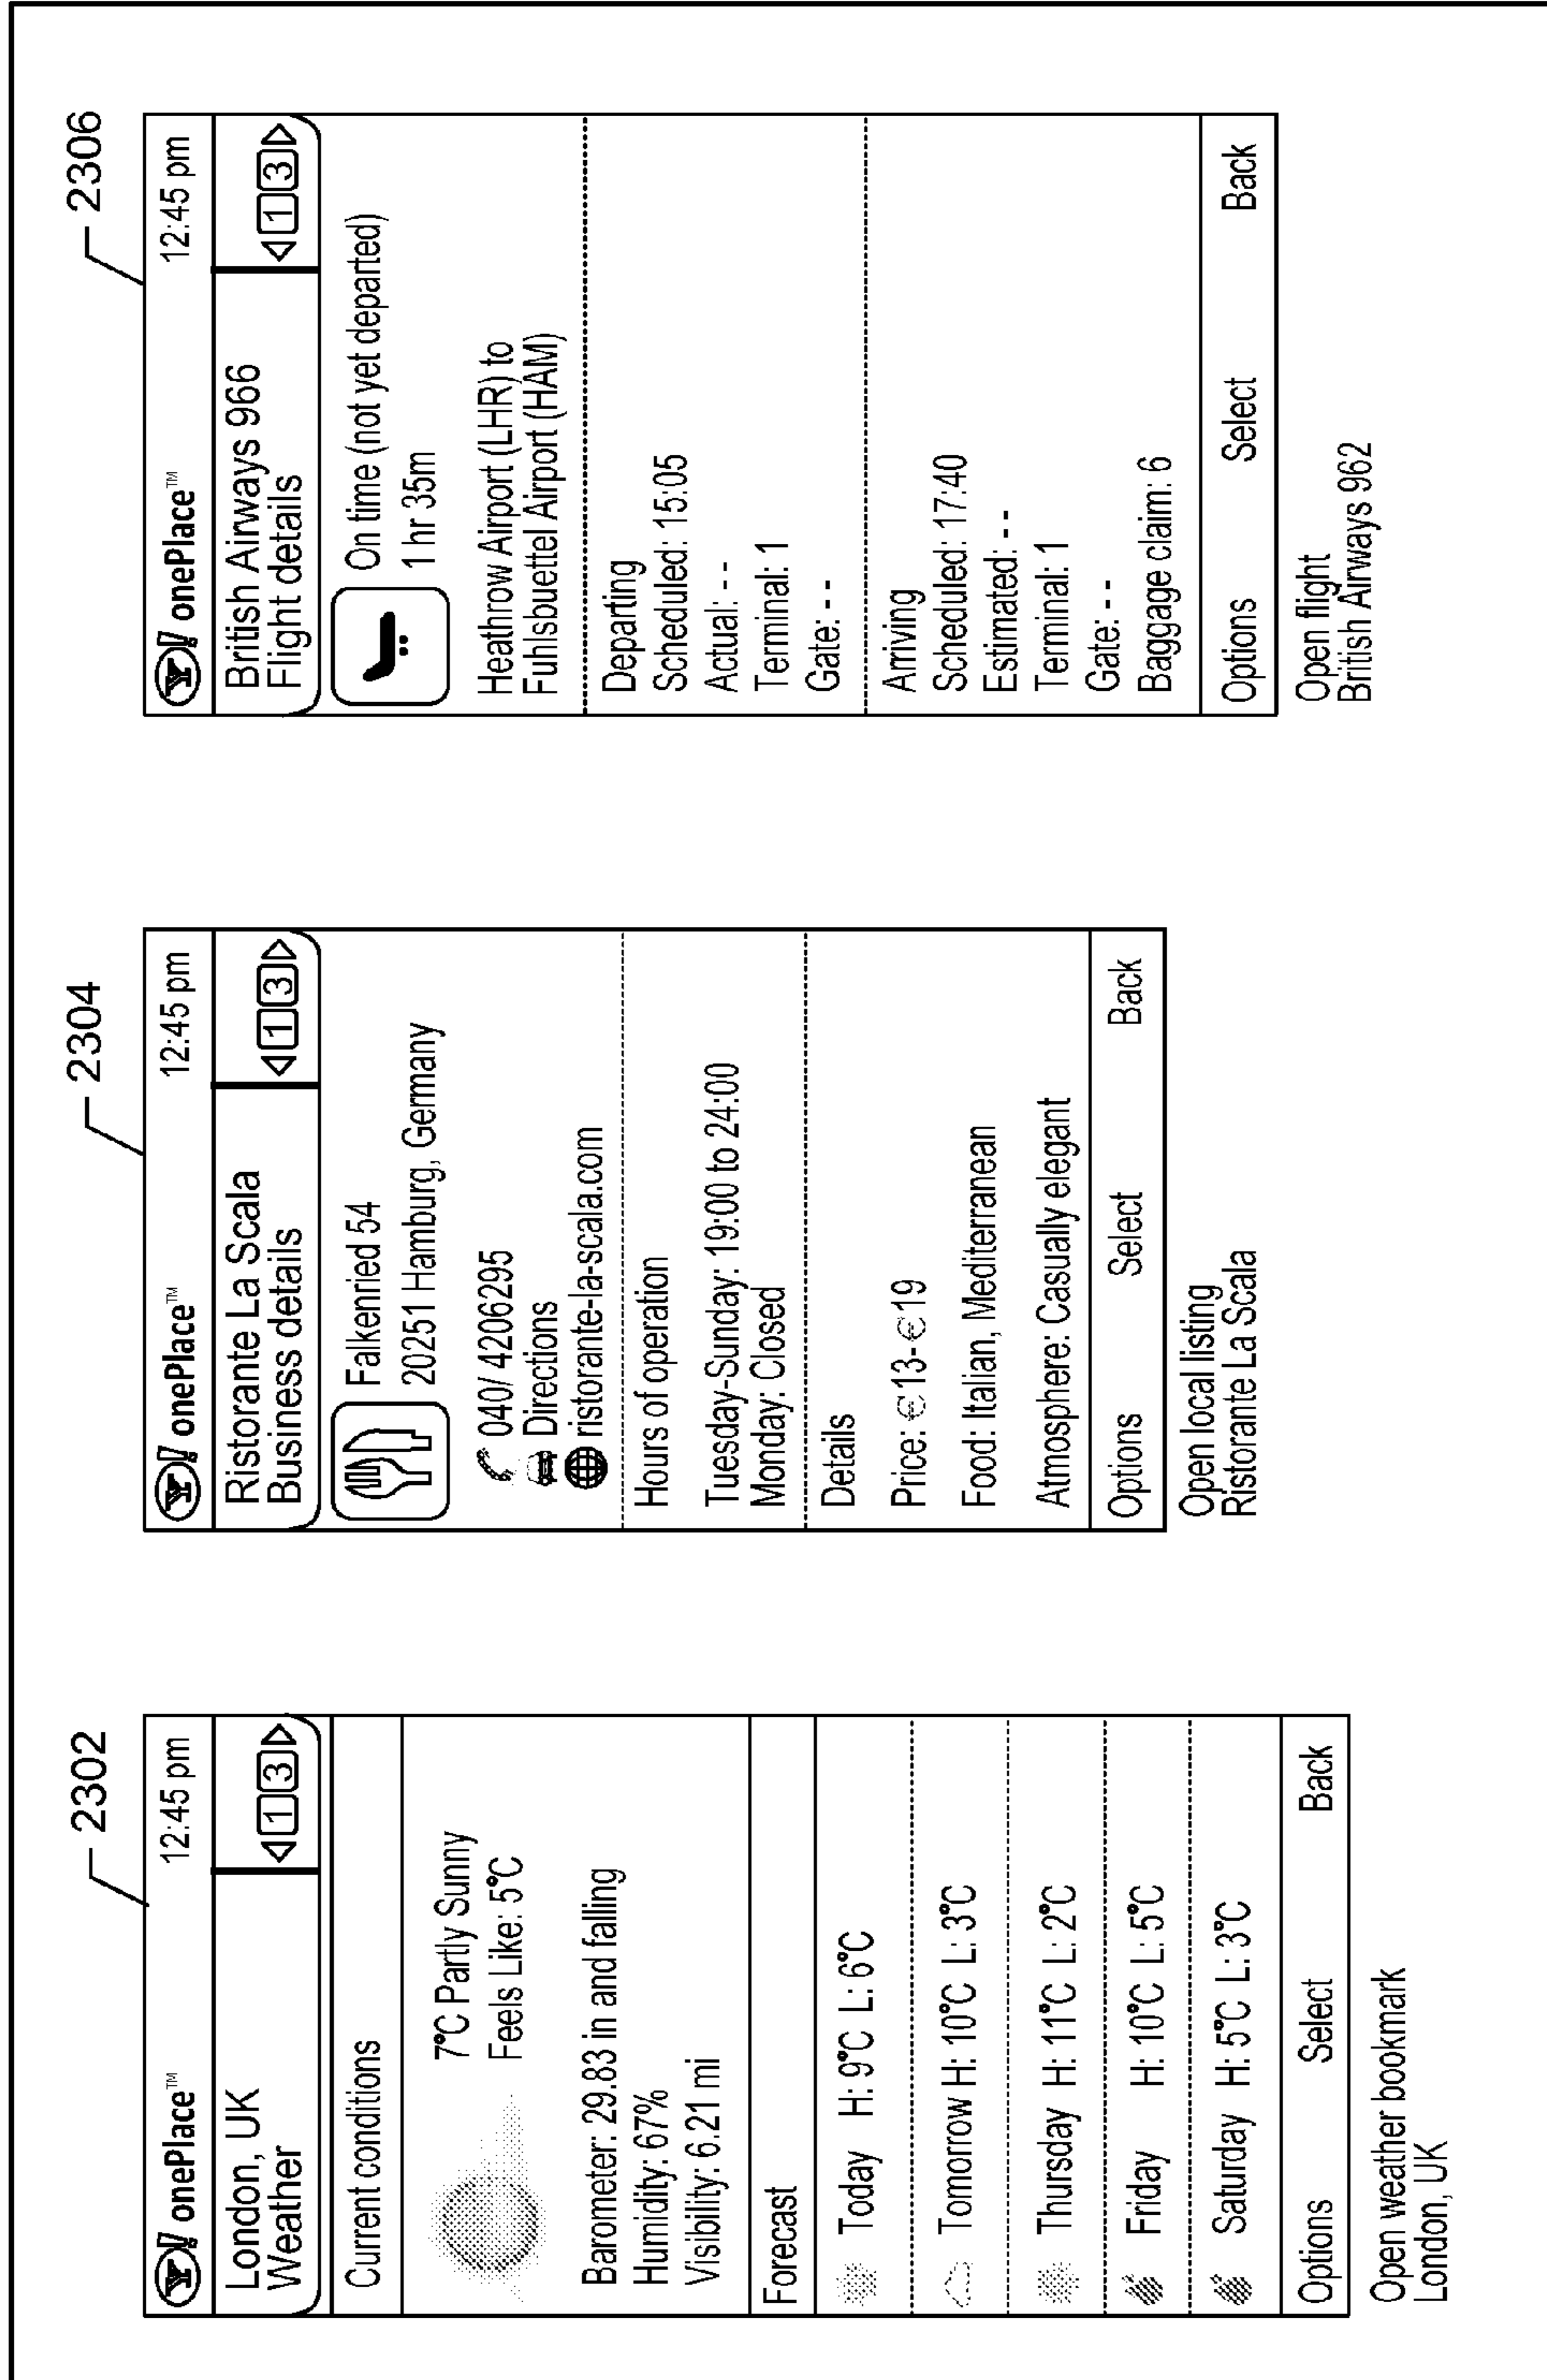 2302
Y! onePlace™ 12:45 pm
London, UK
Weather
1 3
Current conditions
7°C Partly Sunny
Feels Like: 5°C
Barometer: 29.83 in and falling
Humidity: 67%
Visibility: 6.21 mi
Forecast
Today H: 9°C L: 6°C
Tomorrow H: 10°C L: 3°C
Thursday H: 11°C L: 2°C
Friday H: 10°C L: 5°C
Saturday H: 5°C L: 3°C
Options Select Back
Open weather bookmark
London, UK
2304
Y! onePlace™ 12:45 pm
Ristorante La Scala
Business details
1 3
Falkenried 54
20251 Hamburg, Germany
040/ 4206295
Directions
ristorante-la-scala.com
Hours of operation
Tuesday-Sunday: 19:00 to 24:00
Monday: Closed
Details
Price: €13-€19
Food: Italian, Mediterranean
Atmosphere: Casually elegant
Options Select Back
Open local listing
Ristorante La Scala
2306
Y! onePlace™ 12:45 pm
British Airways 966
Flight details
1 3
On time (not yet departed)
1 hr 35m
Heathrow Airport (LHR) to
Fuhlsbuettel Airport (HAM)
Departing
Scheduled: 15:05
Actual: - -
Terminal: 1
Gate: - -
Arriving
Scheduled: 17:40
Estimated: - -
Terminal: 1
Gate: - -
Baggage claim: 6
Options Select Back
Open flight
British Airways 962